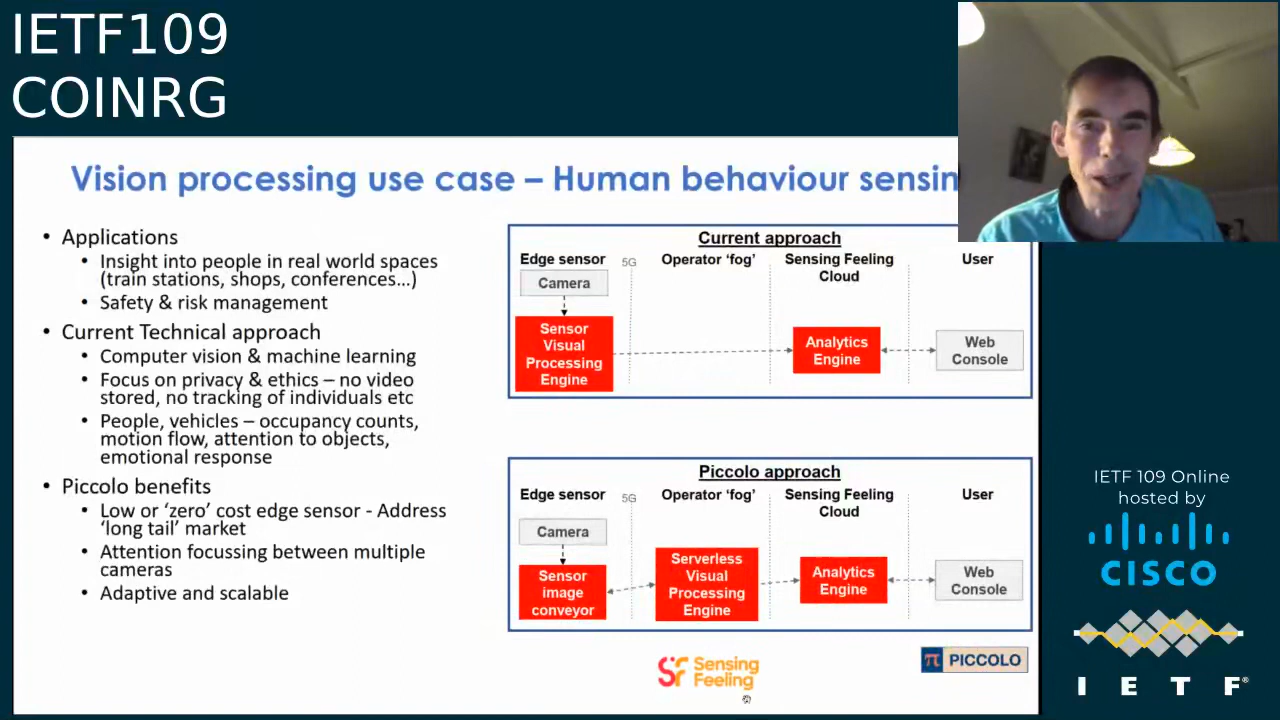 IETF109
COINRG
Vision processing use case – Human behaviour sensin
• Applications
• Insight into people in real world spaces
(train stations, shops, conferences...)
• Safety & risk management
• Current Technical approach
• Computer vision & machine learning
• Focus on privacy & ethics – no video
stored, no tracking of individuals etc
• People, vehicles – occupancy counts,
motion flow, attention to objects,
emotional response
• Piccolo benefits
• Low or ‘zero’ cost edge sensor - Address
‘long tail’ market
• Attention focussing between multiple
cameras
• Adaptive and scalable
Current approach
Edge sensor
5G
Operator ‘fog’
Sensing Feeling
Cloud
User
Camera
Sensor
Visual
Processing
Engine
Analytics
Engine
Web
Console
Piccolo approach
Edge sensor
5G
Operator ‘fog’
Sensing Feeling
Cloud
User
Camera
Sensor
image
conveyor
Serverless
Visual
Processing
Engine
Analytics
Engine
Web
Console
SF Sensing
Feeling
π PICCOLO
IETF 109 Online
hosted by
CISCO
I E T F®